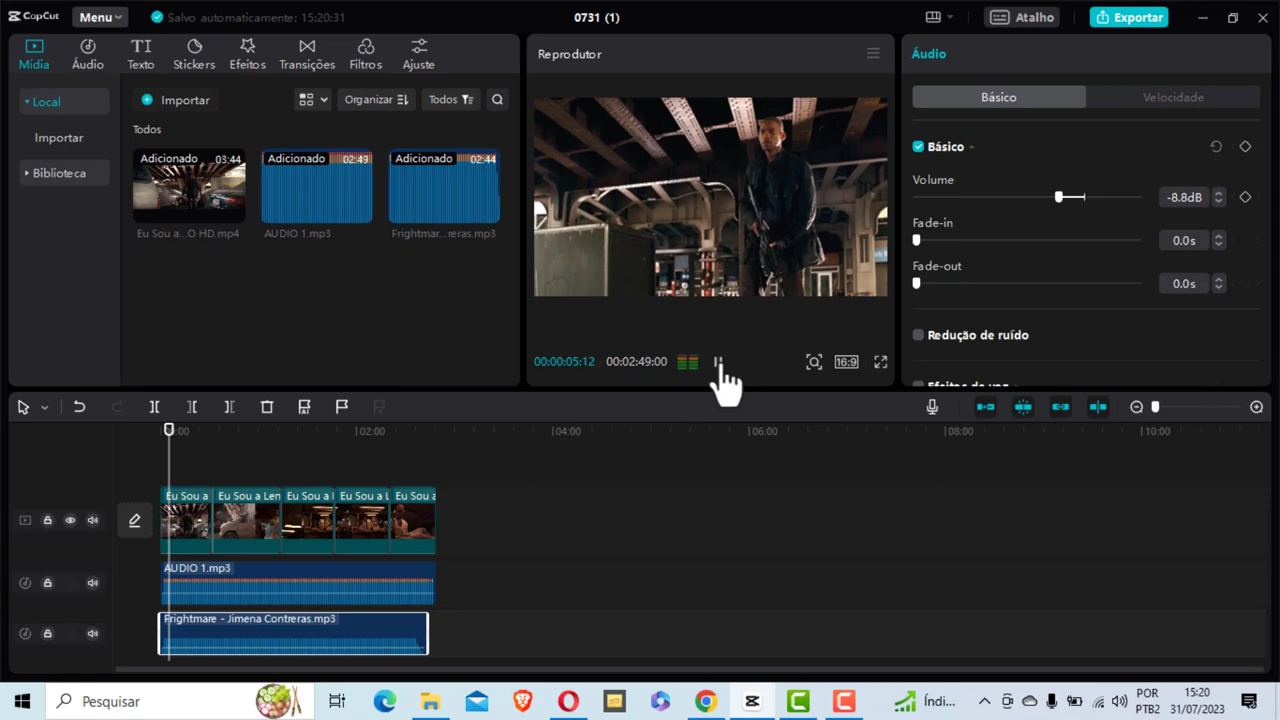 CapCut
Menu
Salvo automaticamente: 15:20:31
0731 (1)
Atalho
Exportar
Mídia
Áudio
Texto
Stickers
Efeitos
Transições
Filtros
Ajuste
Local
Importar
Biblioteca
Importar
Organizar
Todos
Todos
Adicionado 03:44
Adicionado 02:49
Adicionado 02:44
Eu Sou a...O HD.mp4
AUDIO 1.mp3
Frightmar...reras.mp3
Reprodutor
00:00:05:12
00:02:49:00
16:9
Áudio
Básico
Velocidade
Básico
Volume
-8.8dB
Fade-in
0.0s
Fade-out
0.0s
Redução de ruído
00:00
02:00
04:00
06:00
08:00
10:00
Eu Sou a
Eu Sou a Len
Eu Sou a
Eu Sou a L
Eu Sou a
AUDIO 1.mp3
Frightmare - Jimena Contreras.mp3
Pesquisar
Índi...
POR
PTB2
15:20
31/07/2023